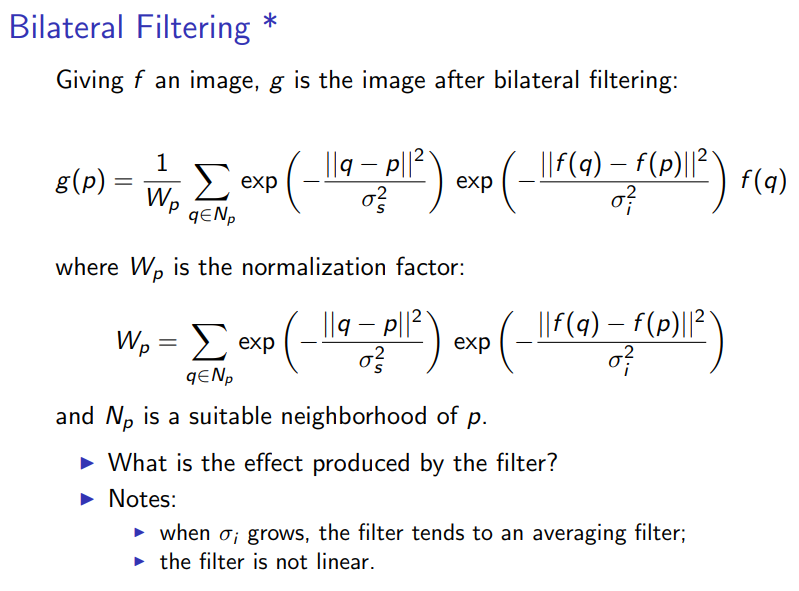 Bilateral Filtering *
Giving f an image, g is the image after bilateral filtering:
g(p) = \frac{1}{W_p} \sum_{q \in N_p} \exp\left(-\frac{||q - p||^2}{\sigma_s^2}\right) \exp\left(-\frac{||f(q) - f(p)||^2}{\sigma_i^2}\right) f(q)
where W_p is the normalization factor:
W_p = \sum_{q \in N_p} \exp\left(-\frac{||q - p||^2}{\sigma_s^2}\right) \exp\left(-\frac{||f(q) - f(p)||^2}{\sigma_i^2}\right)
and N_p is a suitable neighborhood of p.
▶ What is the effect produced by the filter?
▶ Notes:
▶ when σ_i grows, the filter tends to an averaging filter;
▶ the filter is not linear.